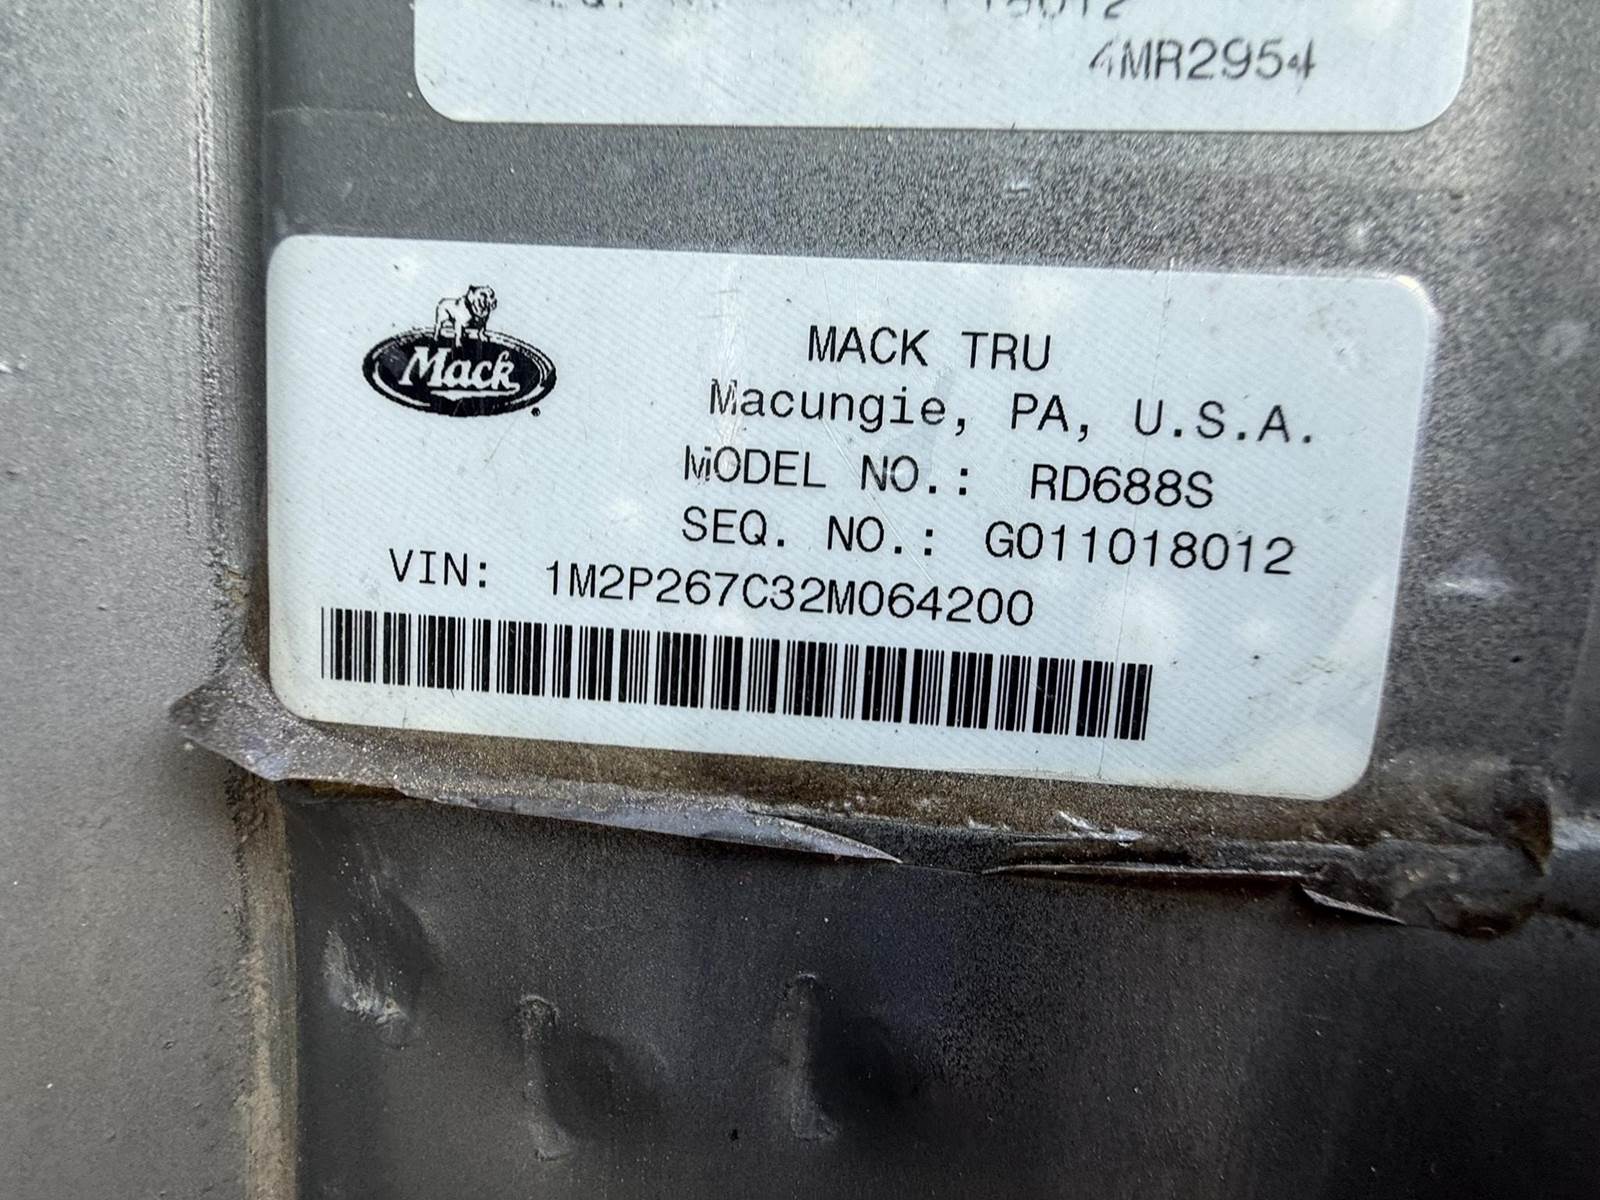 4MR2954
Mack
MACK TRU
Macungie, PA, U.S.A.
MODEL NO.: RD688S
SEQ. NO.: G011018012
VIN: 1M2P267C32M064200